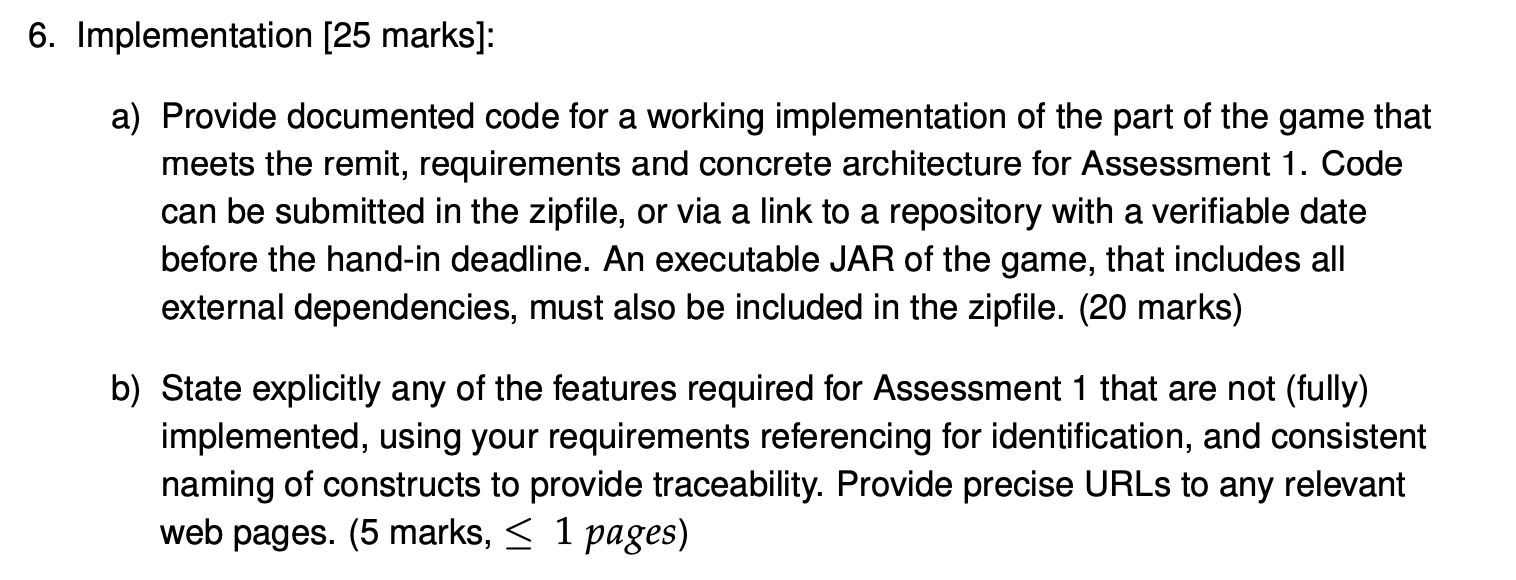 6. Implementation [25 marks]:
a) Provide documented code for a working implementation of the part of the game that
meets the remit, requirements and concrete architecture for Assessment 1. Code
can be submitted in the zipfile, or via a link to a repository with a verifiable date
before the hand-in deadline. An executable JAR of the game, that includes all
external dependencies, must also be included in the zipfile. (20 marks)
b) State explicitly any of the features required for Assessment 1 that are not (fully)
implemented, using your requirements referencing for identification, and consistent
naming of constructs to provide traceability. Provide precise URLs to any relevant
web pages. (5 marks, ≤ 1 pages)